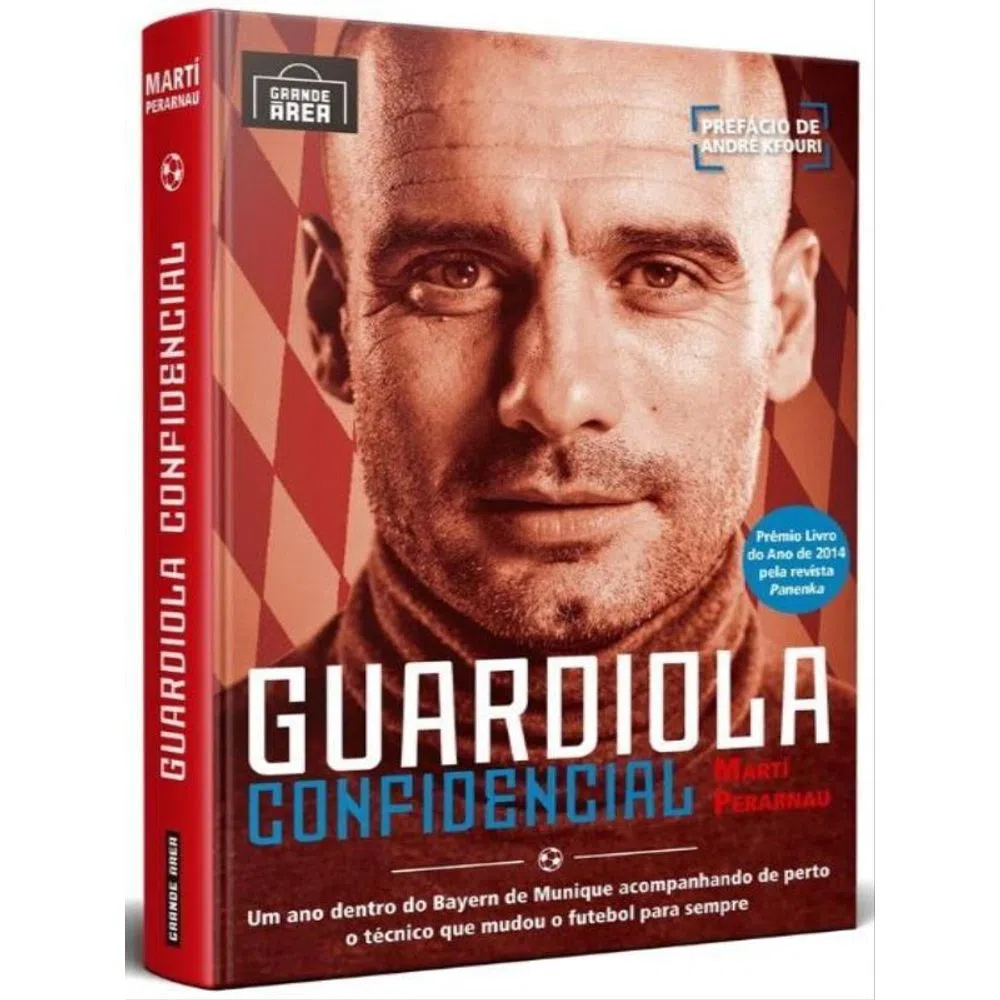 MARTÍ
PERARNAU
GUARDIOLA CONFIDENCIAL
GRANDE ÁREA
GRANDE
ÁREA
PREFÁCIO DE
ANDRÉ KFOURI
Prêmio Livro
do Ano de 2014
pela revista
Panenka
GUARDIOLA
CONFIDENCIAL
MARTÍ
PERARNAU
Um ano dentro do Bayern de Munique acompanhando de perto
o técnico que mudou o futebol para sempre